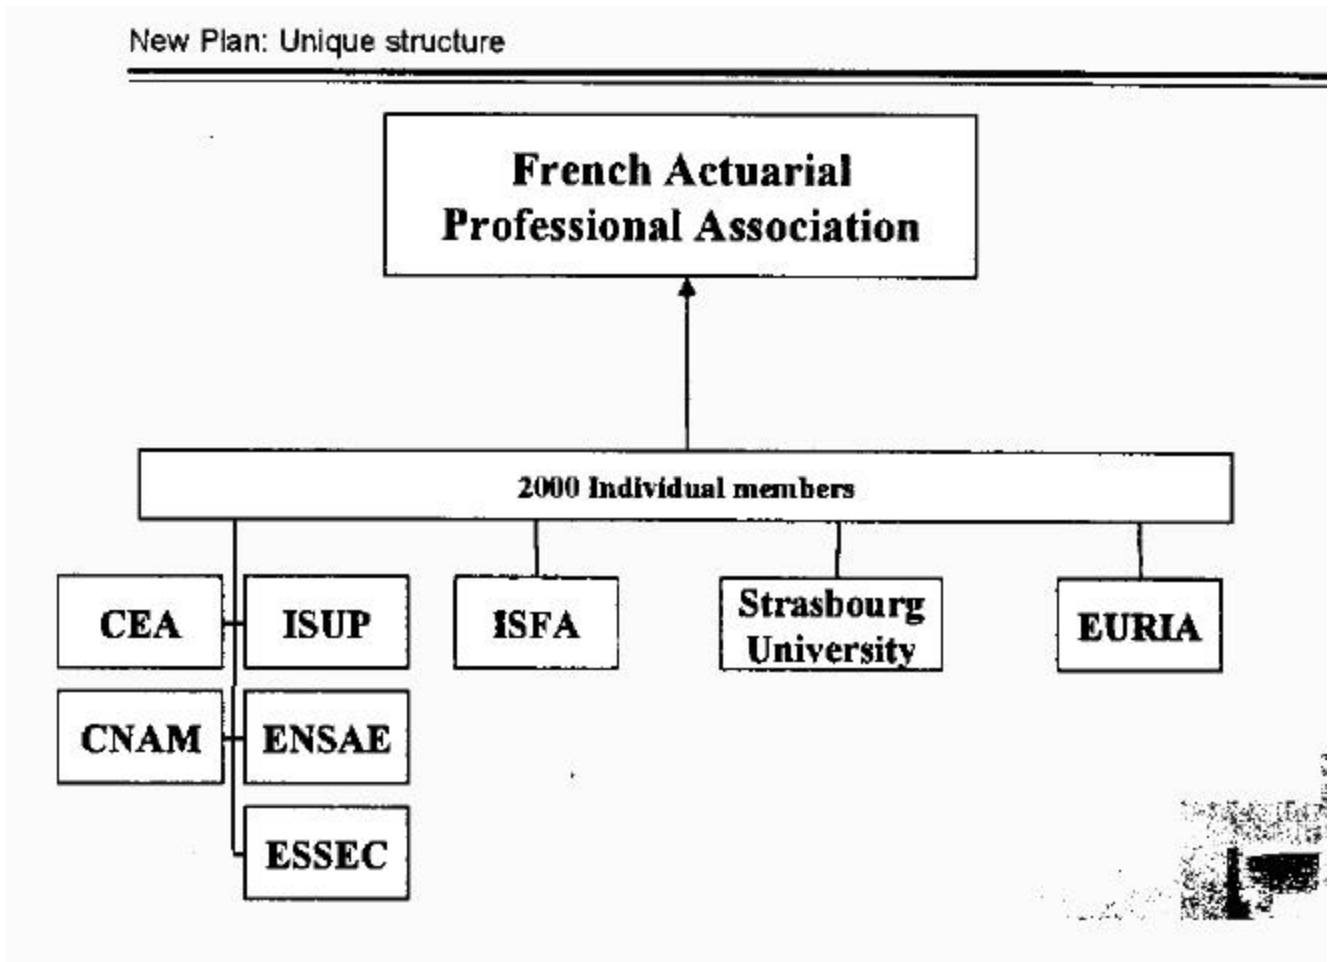 New Plan: Unique structure
French Actuarial
Professional Association
2000 Individual members
CEA
ISUP
ISFA
Strasbourg
University
EURIA
CNAM
ENSAE
ESSEC